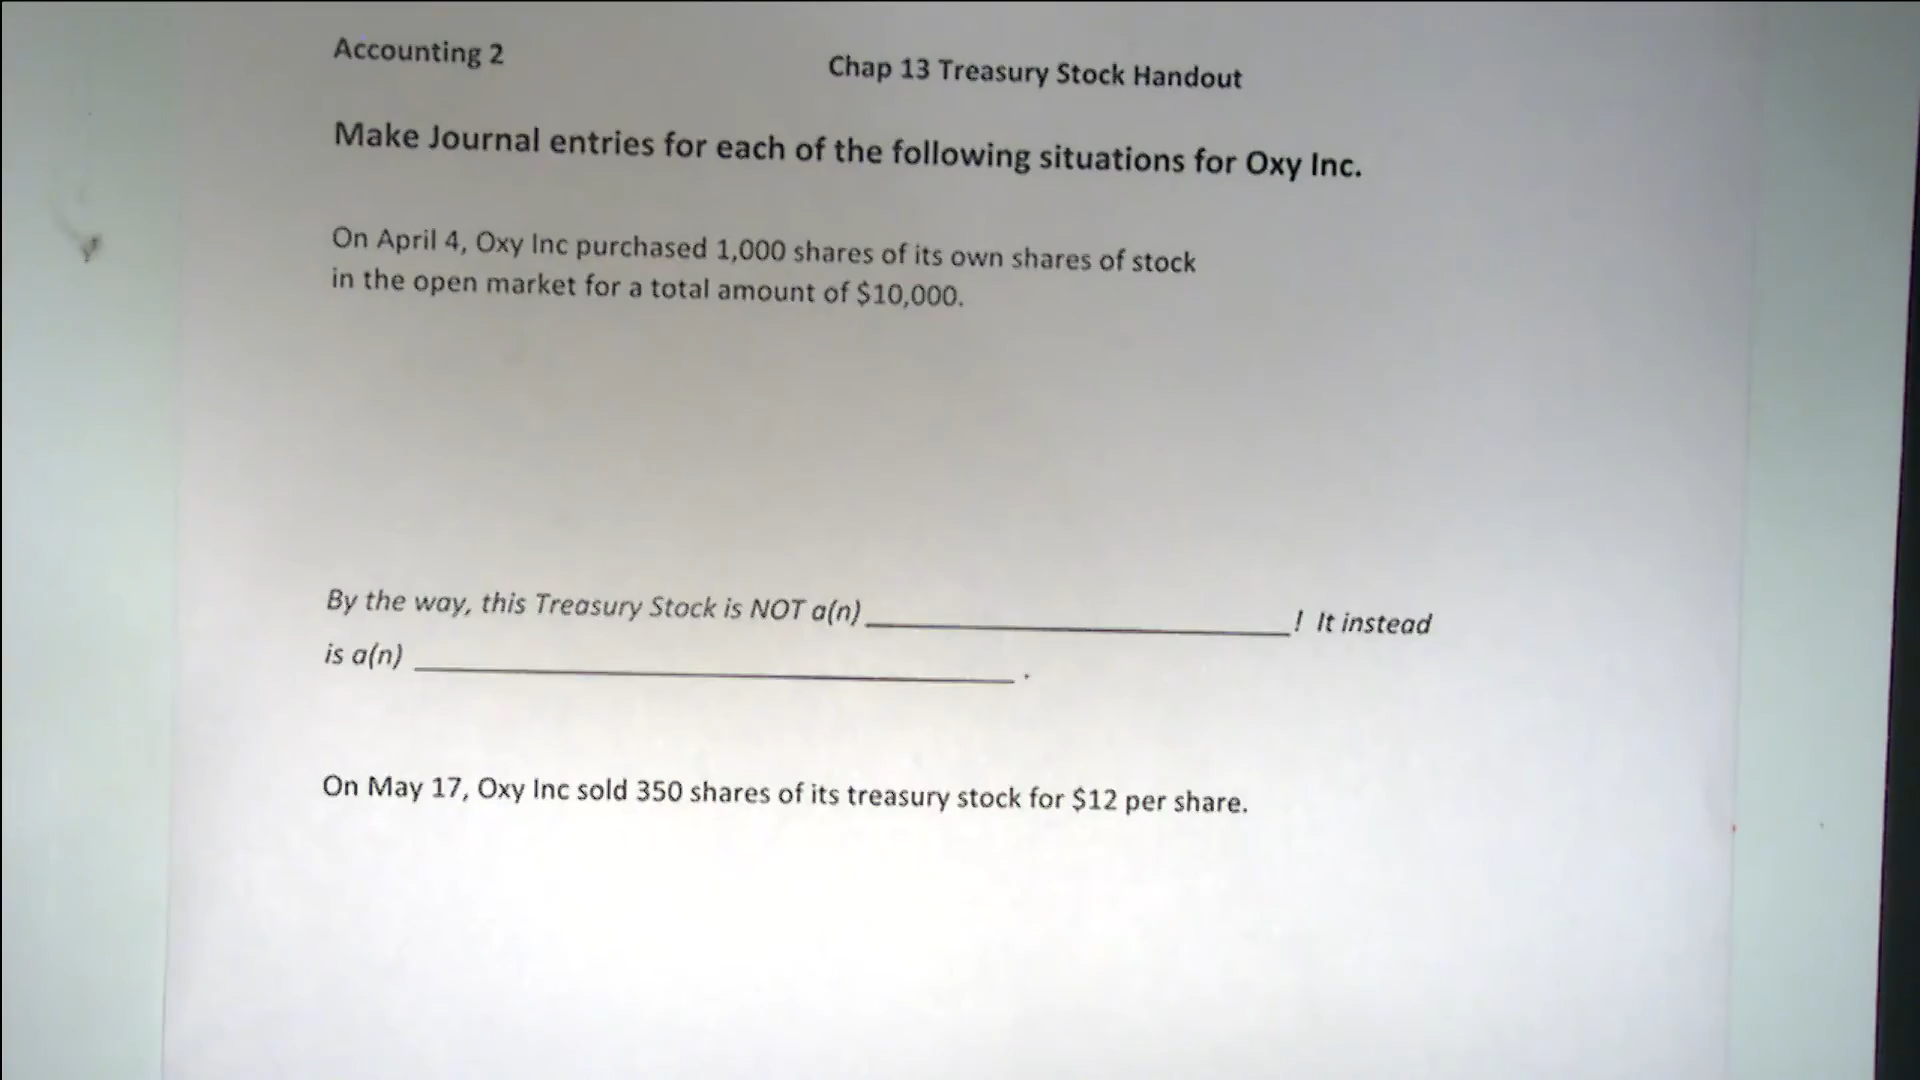 Accounting 2
Chap 13 Treasury Stock Handout
Make Journal entries for each of the following situations for Oxy Inc.
On April 4, Oxy Inc purchased 1,000 shares of its own shares of stock
in the open market for a total amount of $10,000.
By the way, this Treasury Stock is NOT a(n)____________________! It instead
is a(n) ____________________.
On May 17, Oxy Inc sold 350 shares of its treasury stock for $12 per share.